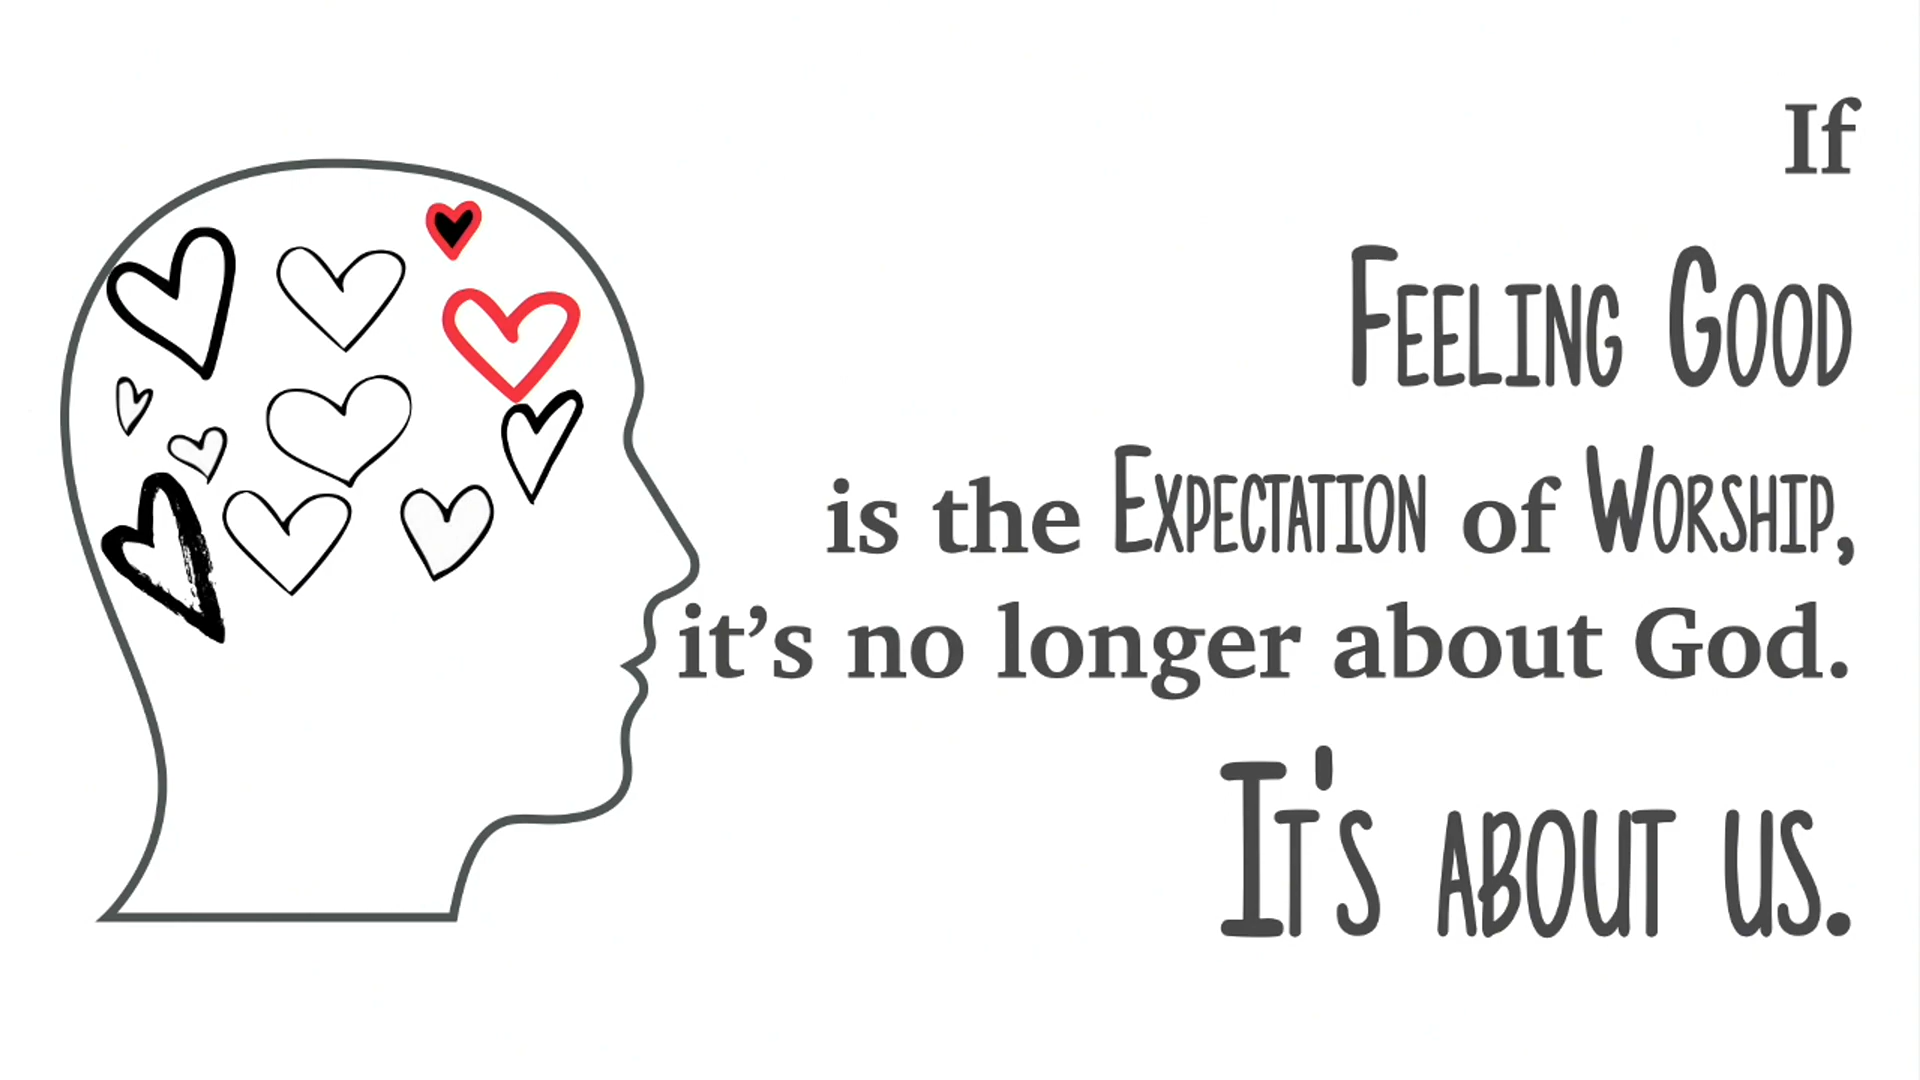 If
Feeling Good
is the Expectation of Worship,
it’s no longer about God.
It's about us.